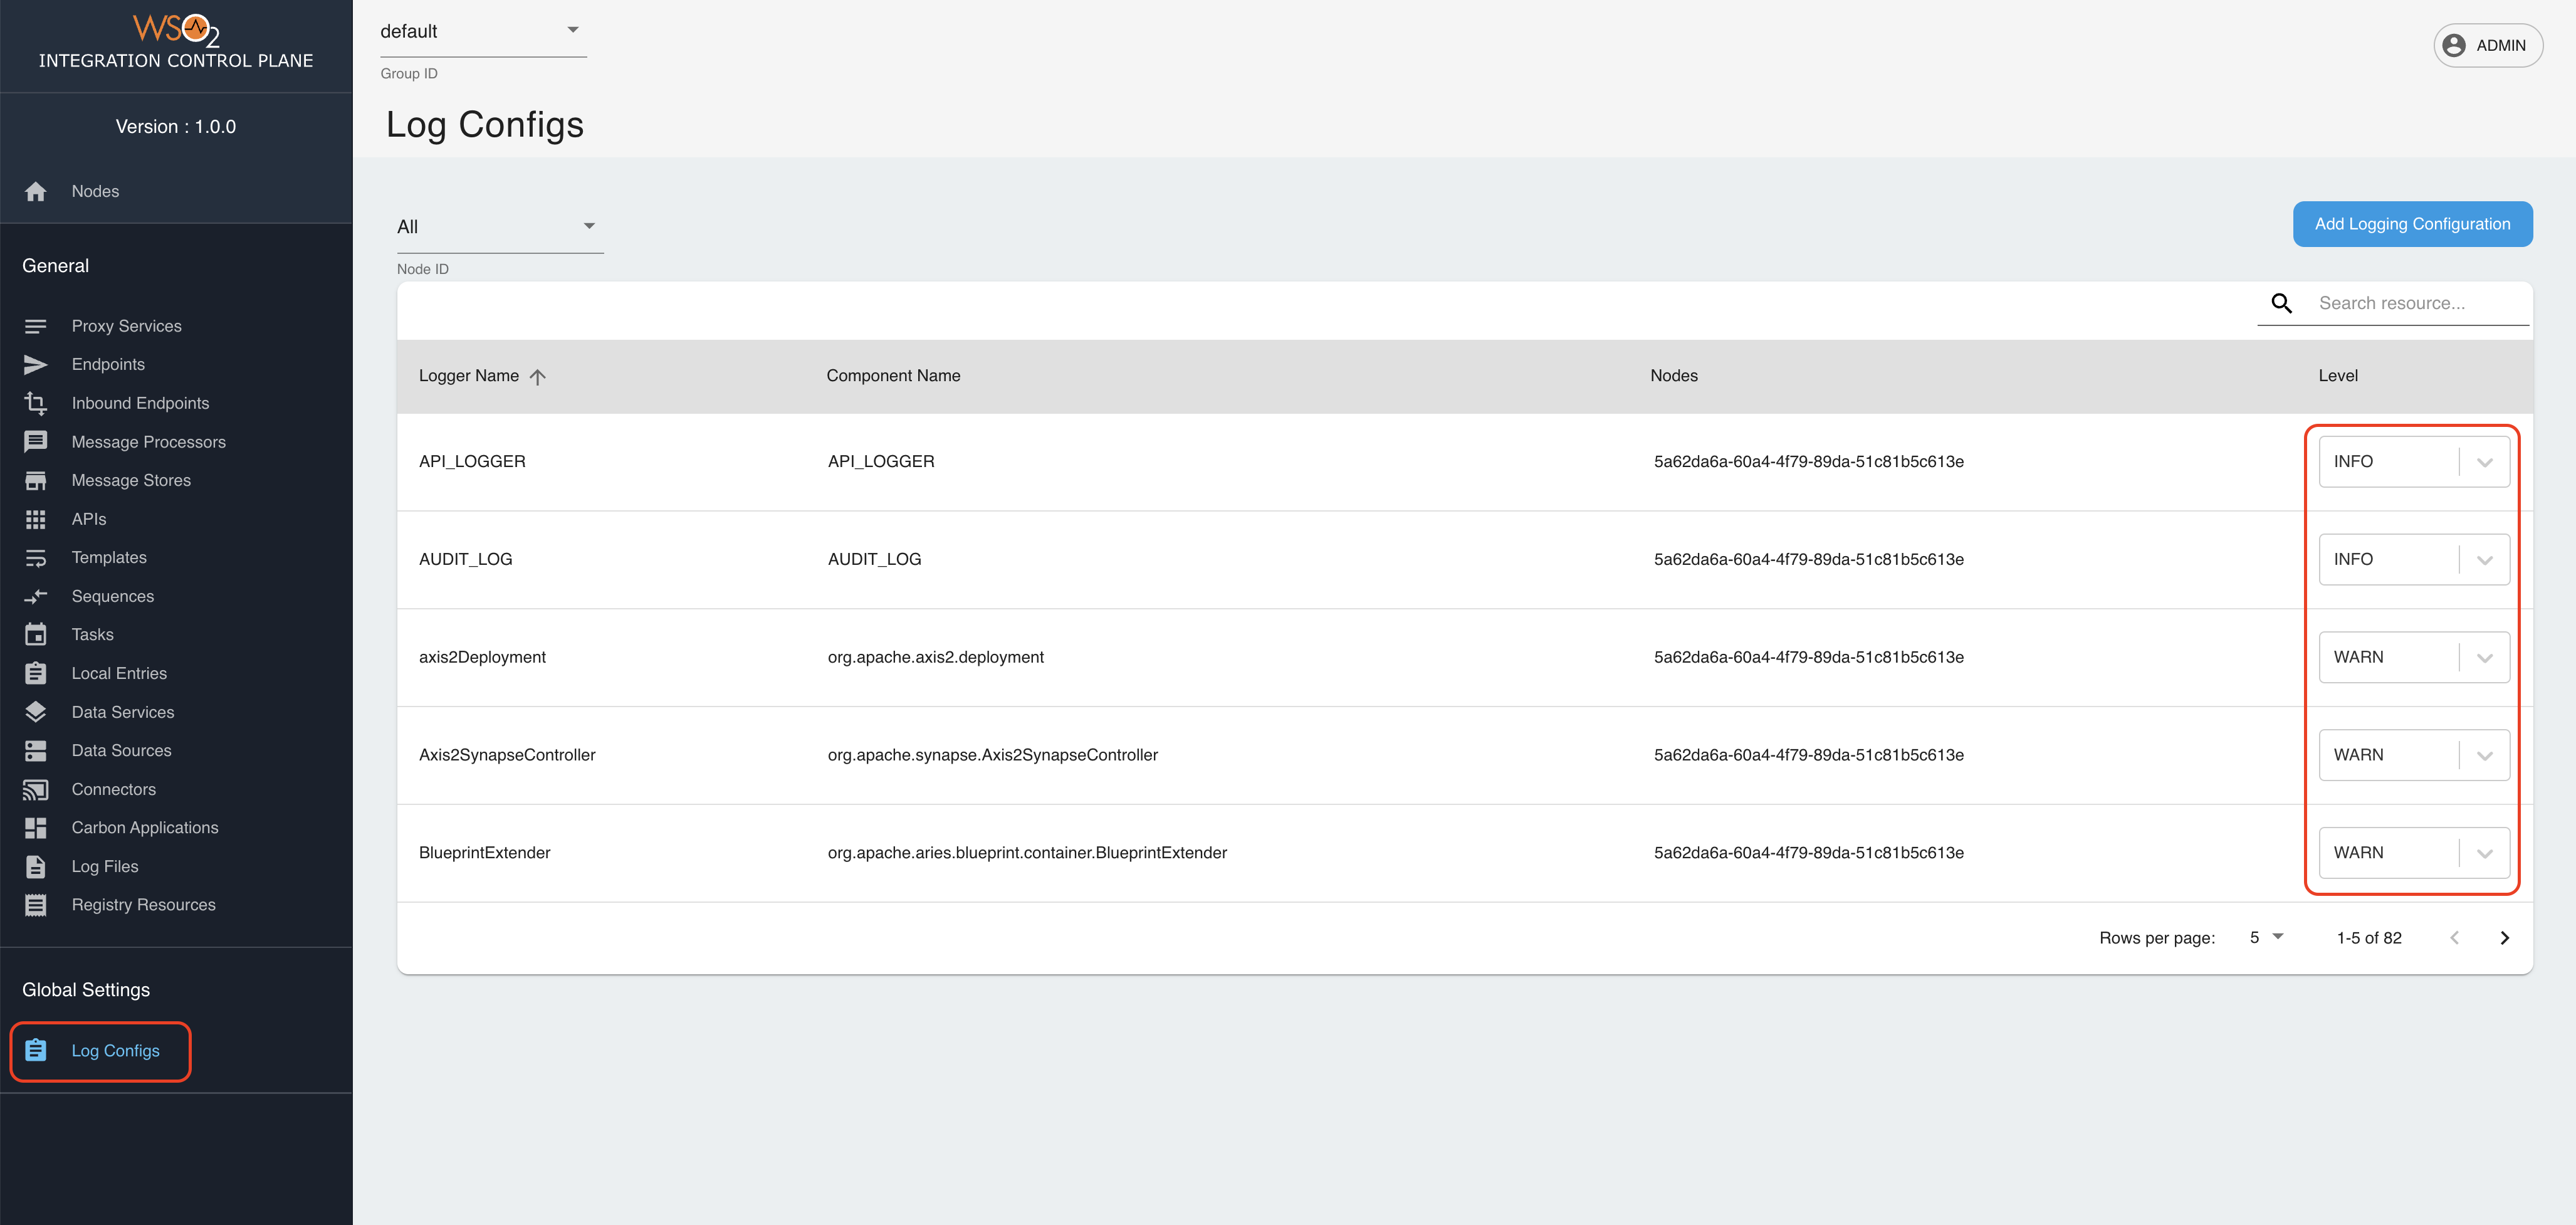 WSO2
INTEGRATION CONTROL PLANE
Version : 1.0.0
Nodes
General
Proxy Services
Endpoints
Inbound Endpoints
Message Processors
Message Stores
APIs
Templates
Sequences
Tasks
Local Entries
Data Services
Data Sources
Connectors
Carbon Applications
Log Files
Registry Resources
Global Settings
Log Configs
default
Group ID
ADMIN
Log Configs
All
Node ID
Add Logging Configuration
Search resource...
Logger Name Component Name Nodes Level
API_LOGGER API_LOGGER 5a62da6a-60a4-4f79-89da-51c81b5c613e INFO
AUDIT_LOG AUDIT_LOG 5a62da6a-60a4-4f79-89da-51c81b5c613e INFO
axis2Deployment org.apache.axis2.deployment 5a62da6a-60a4-4f79-89da-51c81b5c613e WARN
Axis2SynapseController org.apache.synapse.Axis2SynapseController 5a62da6a-60a4-4f79-89da-51c81b5c613e WARN
BlueprintExtender org.apache.aries.blueprint.container.BlueprintExtender 5a62da6a-60a4-4f79-89da-51c81b5c613e WARN
Rows per page: 5 1-5 of 82